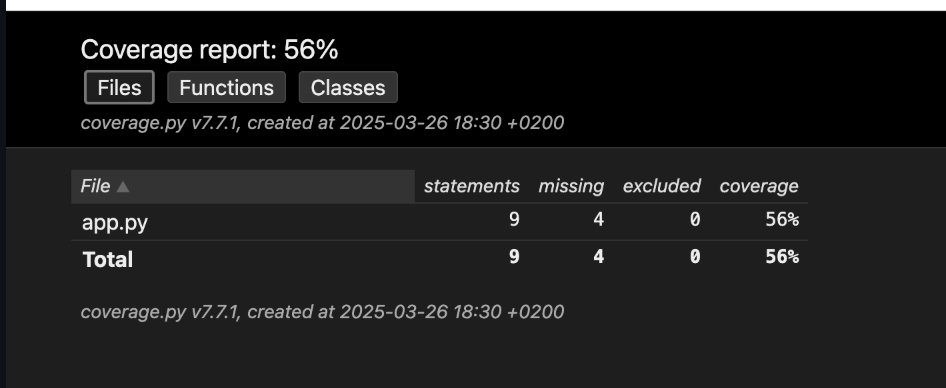 Coverage report: 56%
Files Functions Classes
coverage.py v7.7.1, created at 2025-03-26 18:30 +0200
File ▲ statements missing excluded coverage
app.py 9 4 0 56%
Total 9 4 0 56%
coverage.py v7.7.1, created at 2025-03-26 18:30 +0200